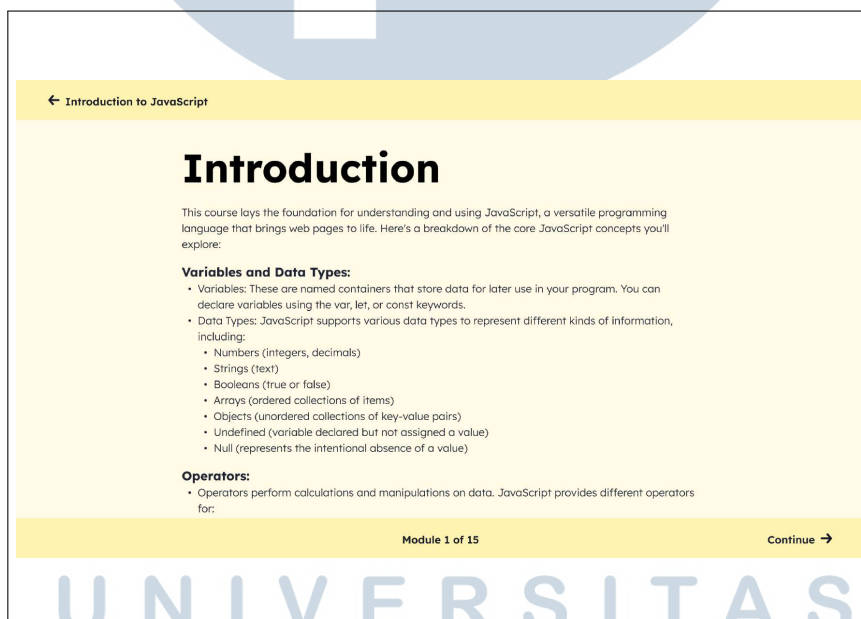 ← Introduction to JavaScript
Introduction
This course lays the foundation for understanding and using JavaScript, a versatile programming
language that brings web pages to life. Here's a breakdown of the core JavaScript concepts you'll
explore:
Variables and Data Types:
• Variables: These are named containers that store data for later use in your program. You can
declare variables using the var, let, or const keywords.
• Data Types: JavaScript supports various data types to represent different kinds of information,
including:
• Numbers (integers, decimals)
• Strings (text)
• Booleans (true or false)
• Arrays (ordered collections of items)
• Objects (unordered collections of key-value pairs)
• Undefined (variable declared but not assigned a value)
• Null (represents the intentional absence of a value)
Operators:
• Operators perform calculations and manipulations on data. JavaScript provides different operators
for:
Module 1 of 15
Continue →
UNIVERSITAS